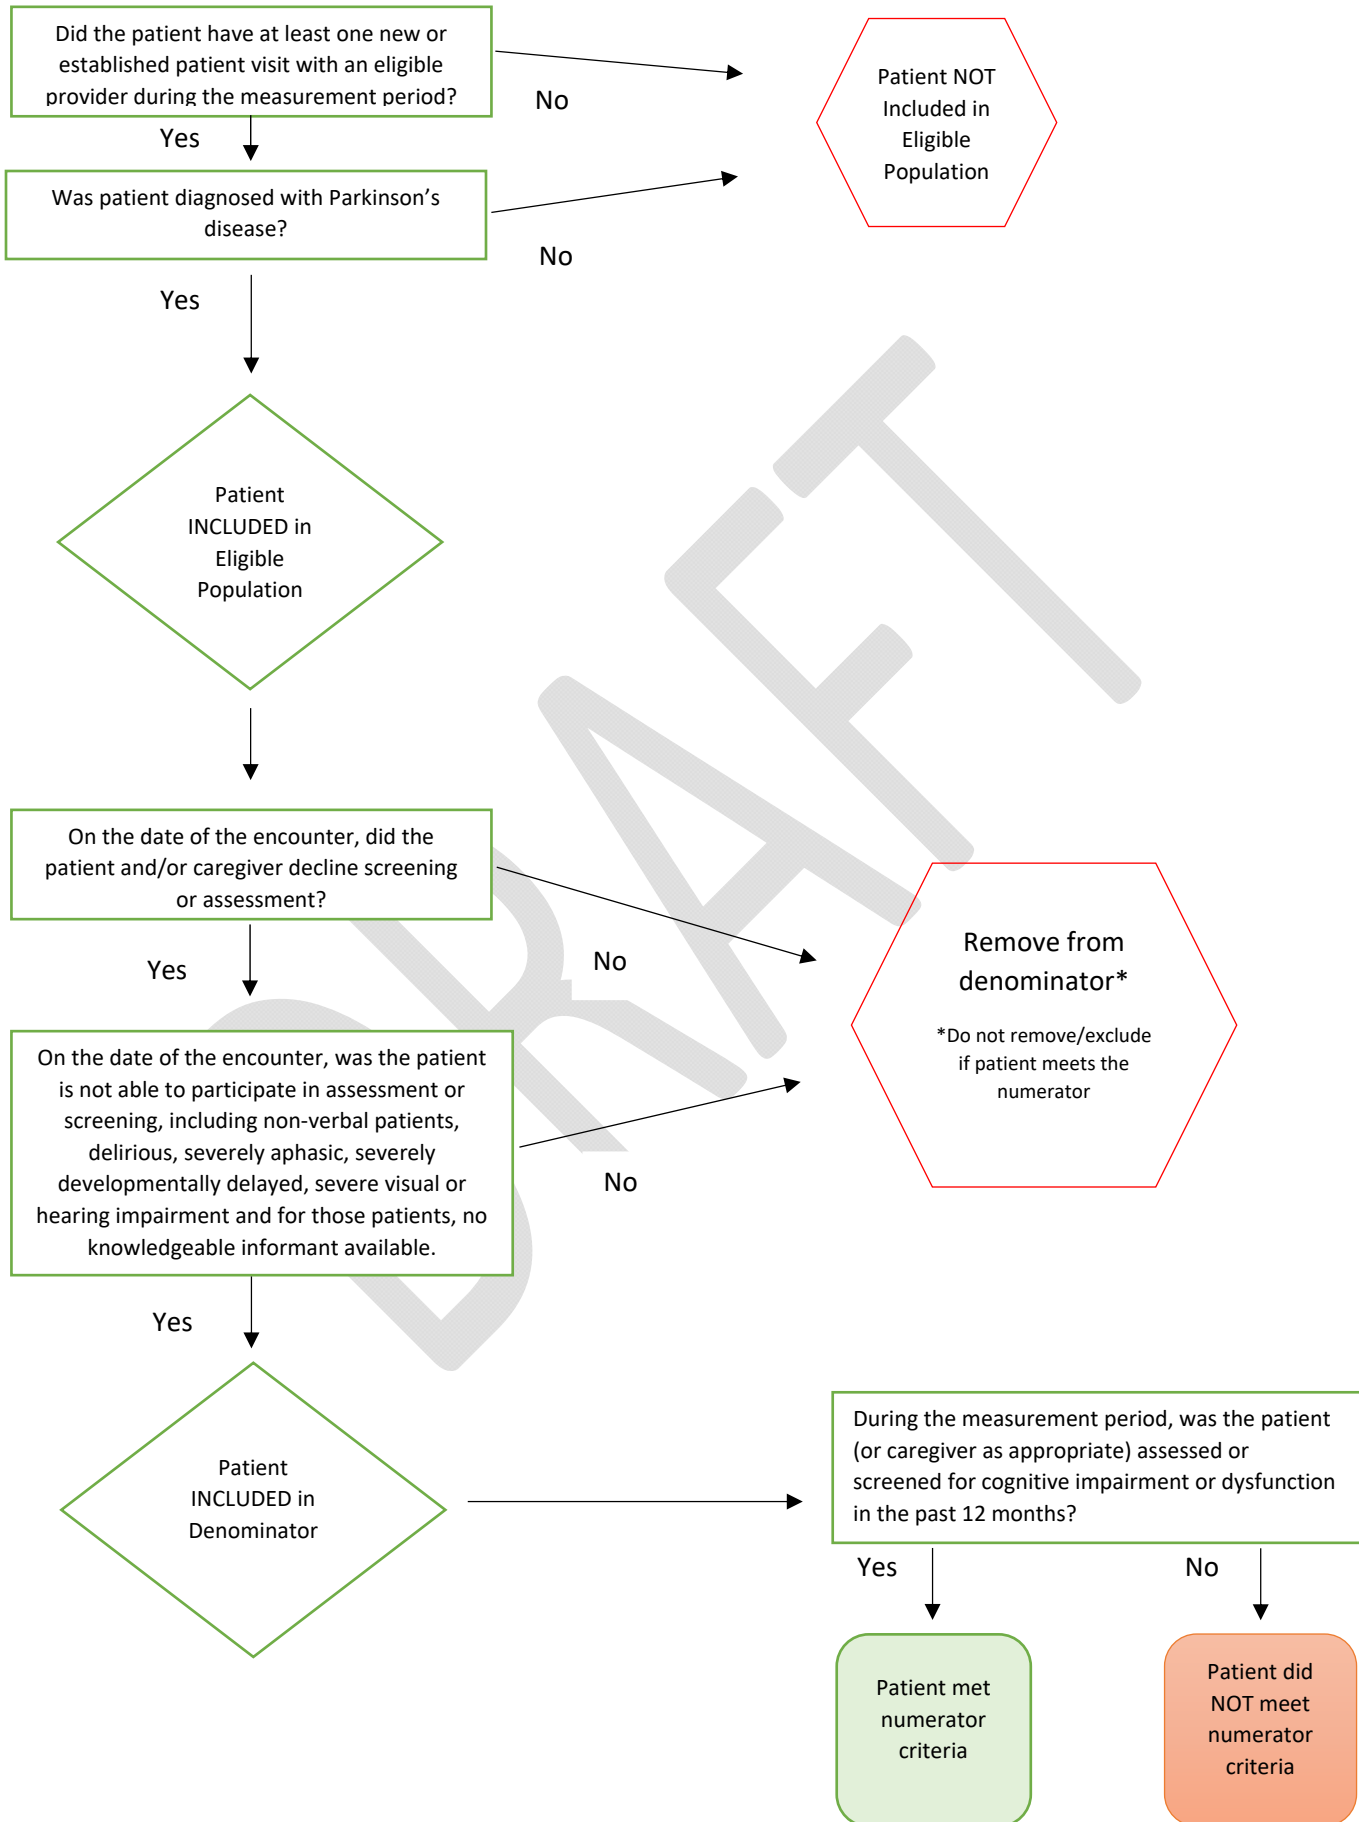 Did the patient have at least one new or
established patient visit with an eligible
provider during the measurement period?
No
Patient NOT
Included in
Eligible
Population
Yes
Was patient diagnosed with Parkinson’s
disease?
No
Yes
Patient
INCLUDED in
Eligible
Population
On the date of the encounter, did the
patient and/or caregiver decline screening
or assessment?
No
Yes
Remove from
denominator*
*Do not remove/exclude
if patient meets the
numerator
On the date of the encounter, was the patient
is not able to participate in assessment or
screening, including non-verbal patients,
delirious, severely aphasic, severely
developmentally delayed, severe visual or
hearing impairment and for those patients, no
knowledgeable informant available.
No
Yes
Patient
INCLUDED in
Denominator
During the measurement period, was the patient
(or caregiver as appropriate) assessed or
screened for cognitive impairment or dysfunction
in the past 12 months?
Yes
No
Patient met
numerator
criteria
Patient did
NOT meet
numerator
criteria
DRAFT